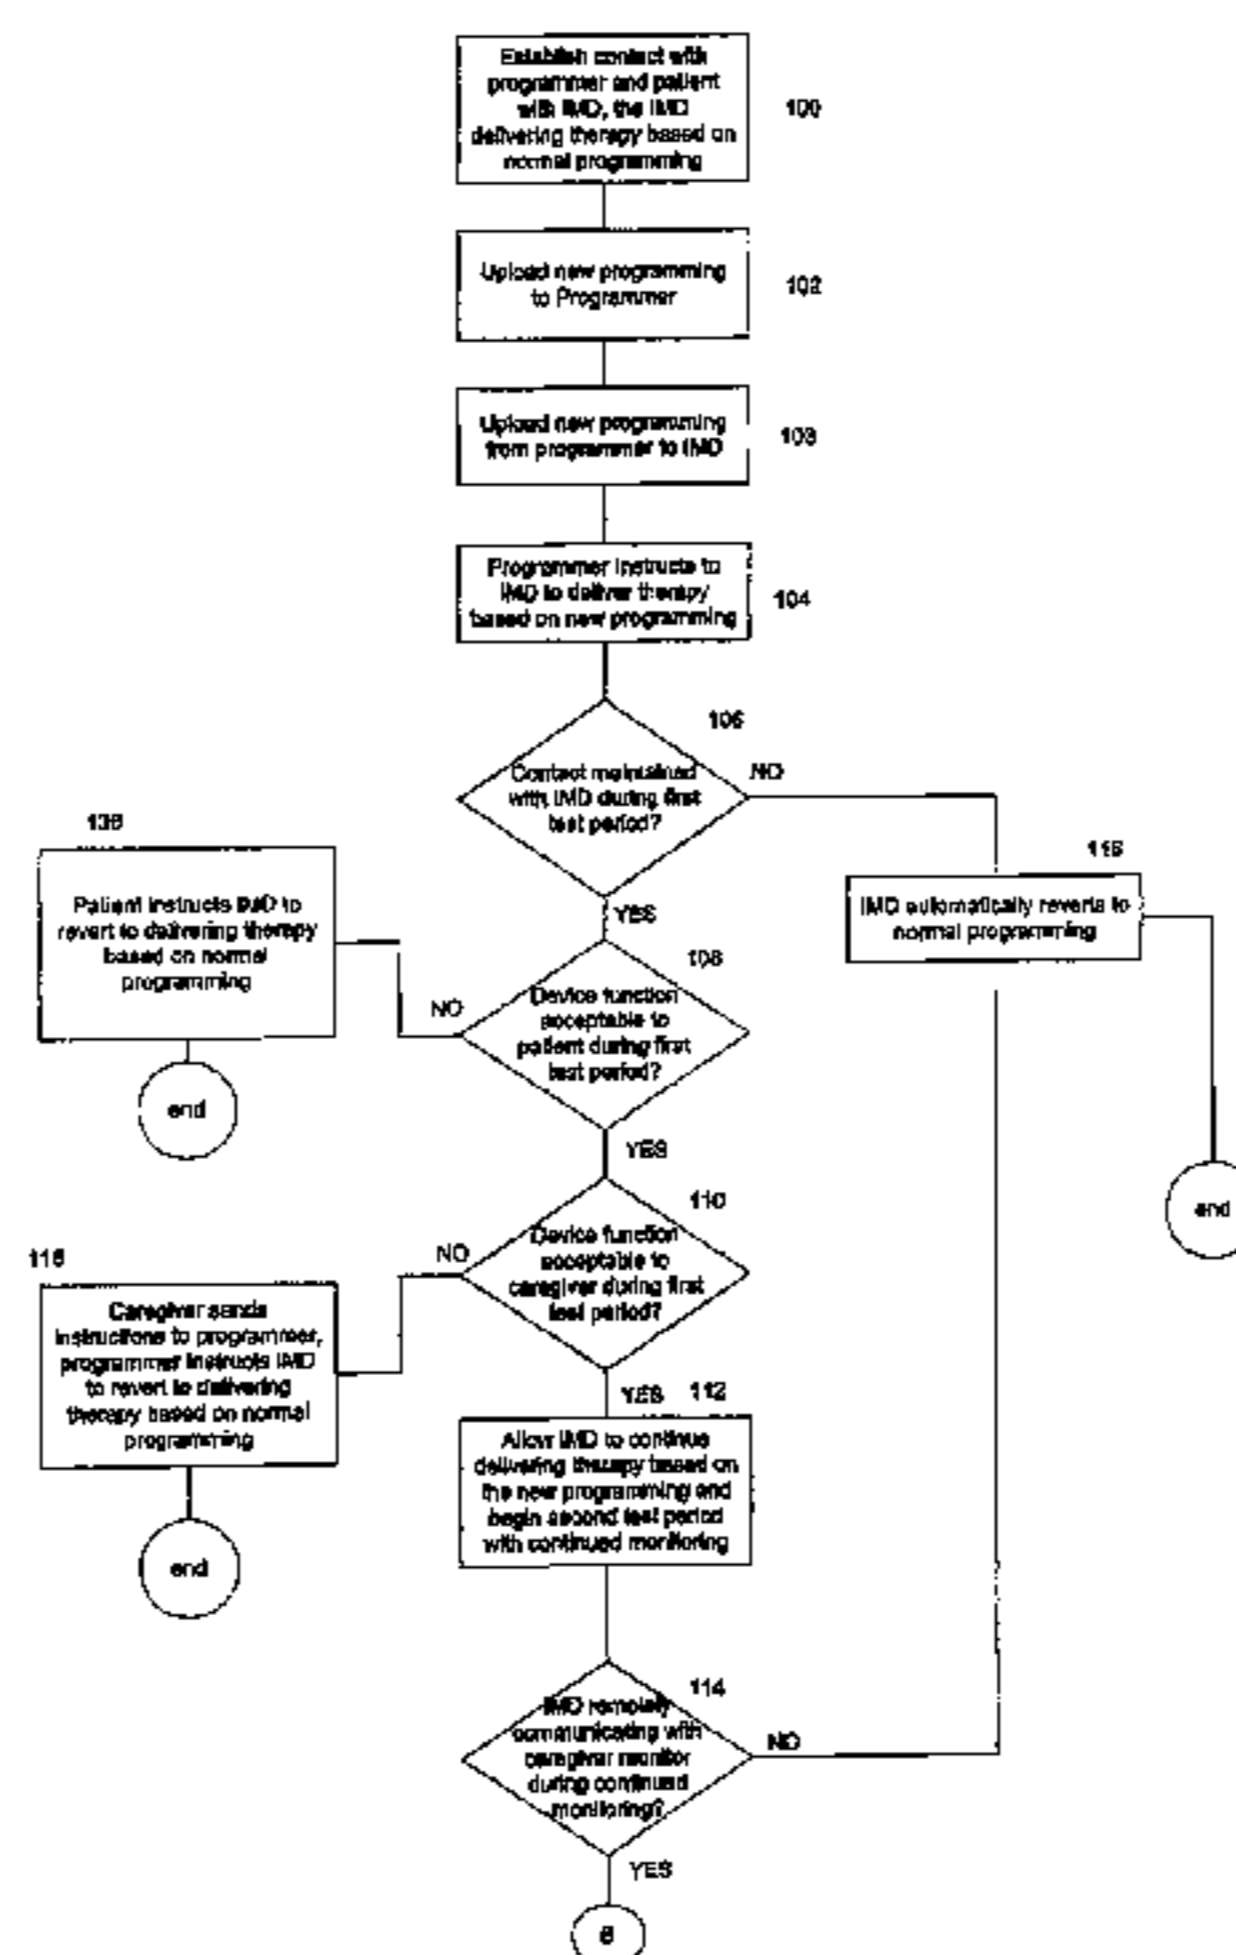 Establish contact with
programmer and patient
with IMD, the IMD
delivering therapy based on
normal programming
100
Upload new programming
to Programmer
102
Upload new programming
from programmer to IMD
103
Programmer instructs to
IMD to deliver therapy
based on new programming
104
106
Contact maintained
with IMD during first
test period?
NO
YES
Patient instructs IMD to
revert to delivering therapy
based on normal
programming
end
IMD automatically reverts to
normal programming
end
108
Device function
acceptable to
patient during first
test period?
NO
YES
110
Device function
acceptable to
caregiver during first
test period?
NO
YES
Caregiver sends
instructions to programmer,
programmer instructs IMD
to revert to delivering
therapy based on normal
programming
end
112
Allow IMD to continue
delivering therapy based on
the new programming and
begin second test period
with continued monitoring
114
IMD remotely
communicating with
caregiver monitor
during continued
monitoring?
NO
YES